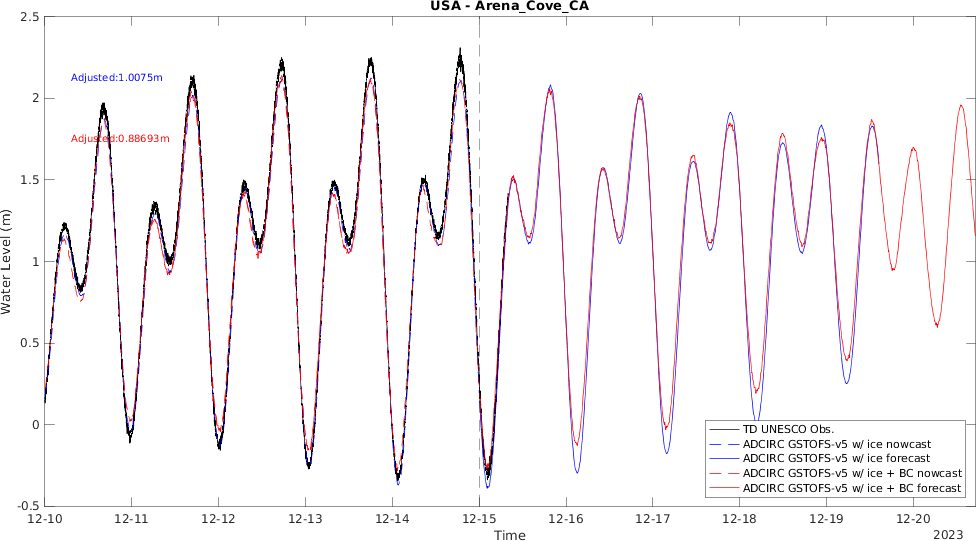 USA - Arena_Cove_CA
2.5
2
1.5
1
0.5
0
-0.5
Water Level (m)
Adjusted:1.0075m
Adjusted:0.88693m
TD UNESCO Obs.
ADCIRC GSTOFS-v5 w/ ice nowcast
ADCIRC GSTOFS-v5 w/ ice forecast
ADCIRC GSTOFS-v5 w/ ice + BC nowcast
ADCIRC GSTOFS-v5 w/ ice + BC forecast
12-10 12-11 12-12 12-13 12-14 12-15 12-16 12-17 12-18 12-19 12-20
Time
2023